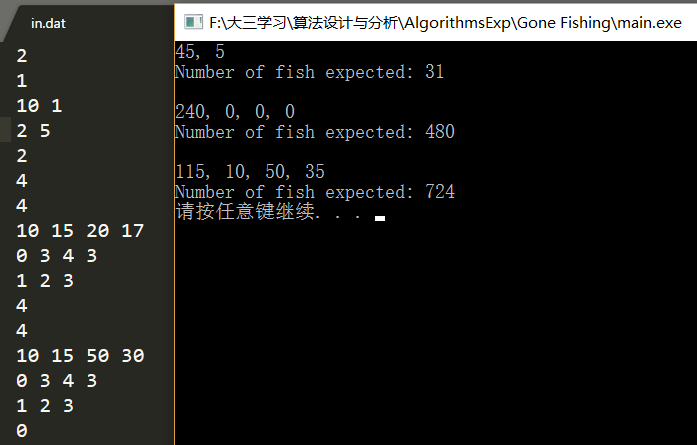 in.dat
2
1
10 1
2 5
2
4
4
10 15 20 17
0 3 4 3
1 2 3
4
4
10 15 50 30
0 3 4 3
1 2 3
0
F:\大三学习\算法设计与分析\AlgorithmsExp\Gone Fishing\main.exe
45, 5
Number of fish expected: 31
240, 0, 0, 0
Number of fish expected: 480
115, 10, 50, 35
Number of fish expected: 724
请按任意键继续. . .